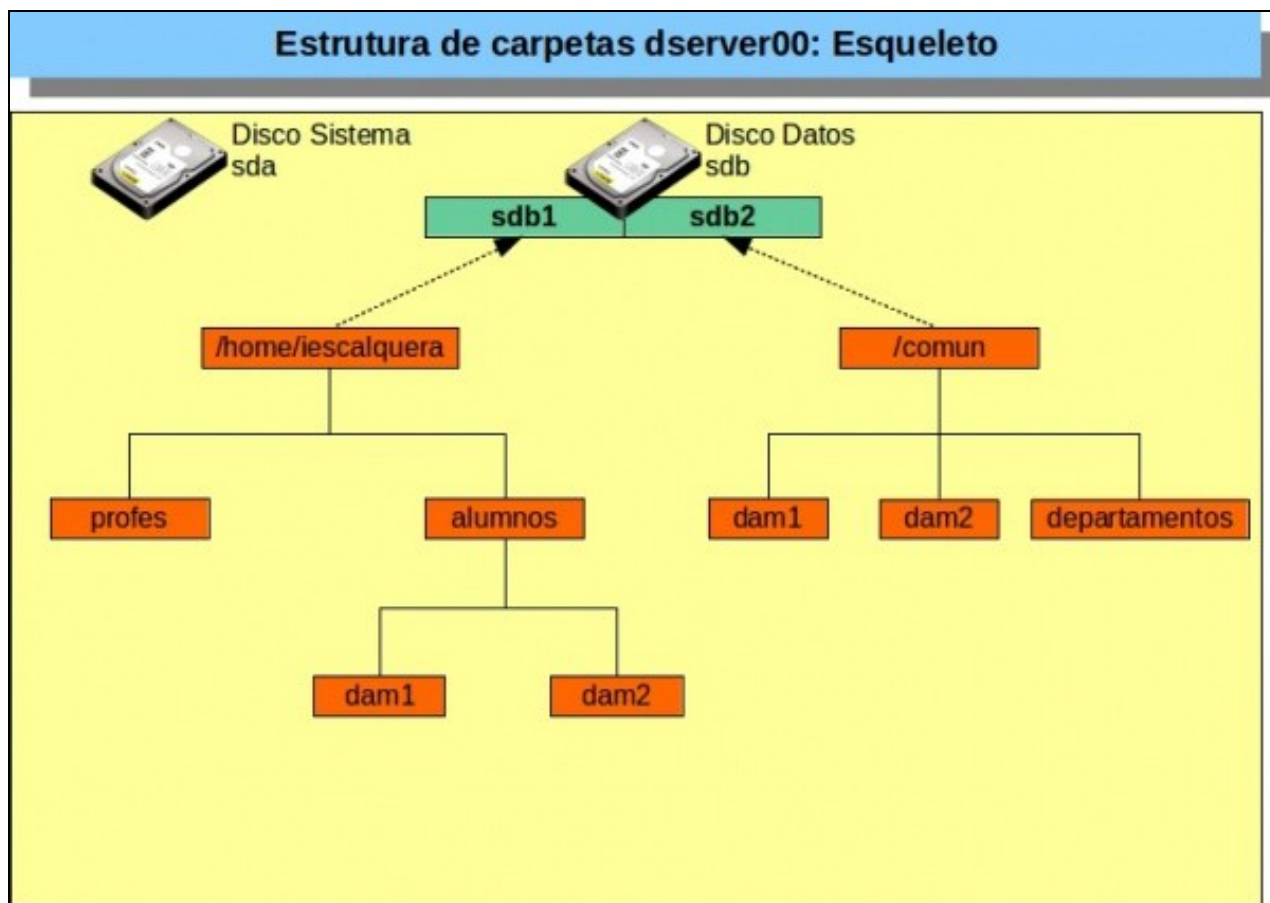 Estrutura de carpetas dserver00: Esqueleto
Disco Sistema
sda
Disco Datos
sdb
sdb1
sdb2
/home/iescalquera
/comun
profes
alumnos
dam1
dam2
departamentos
dam1
dam2